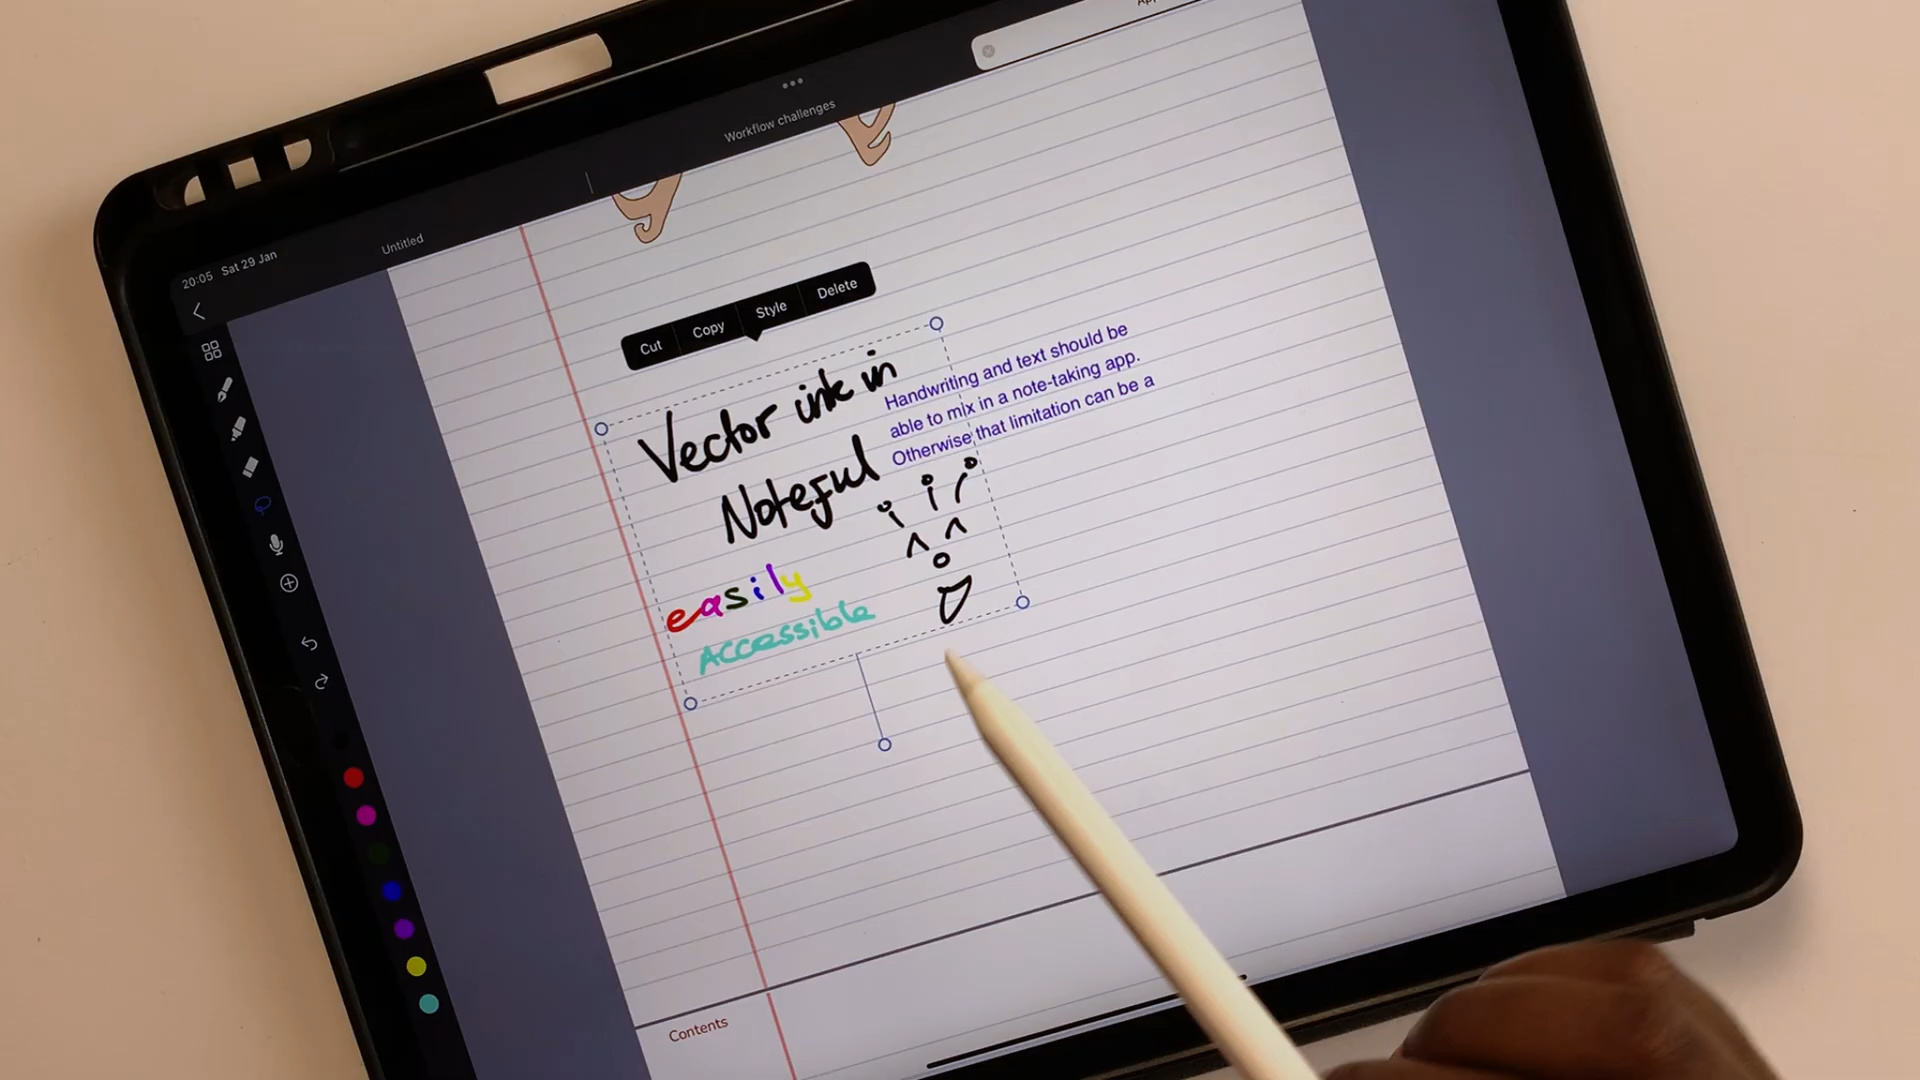 Workflow challenges
Untitled
20:05 Sat 29 Jan
Cut Copy Style Delete
Vector ink in
Noteful
easily
Accessible
Handwriting and text should be
able to mix in a note-taking app.
Otherwise that limitation can be a
Contents